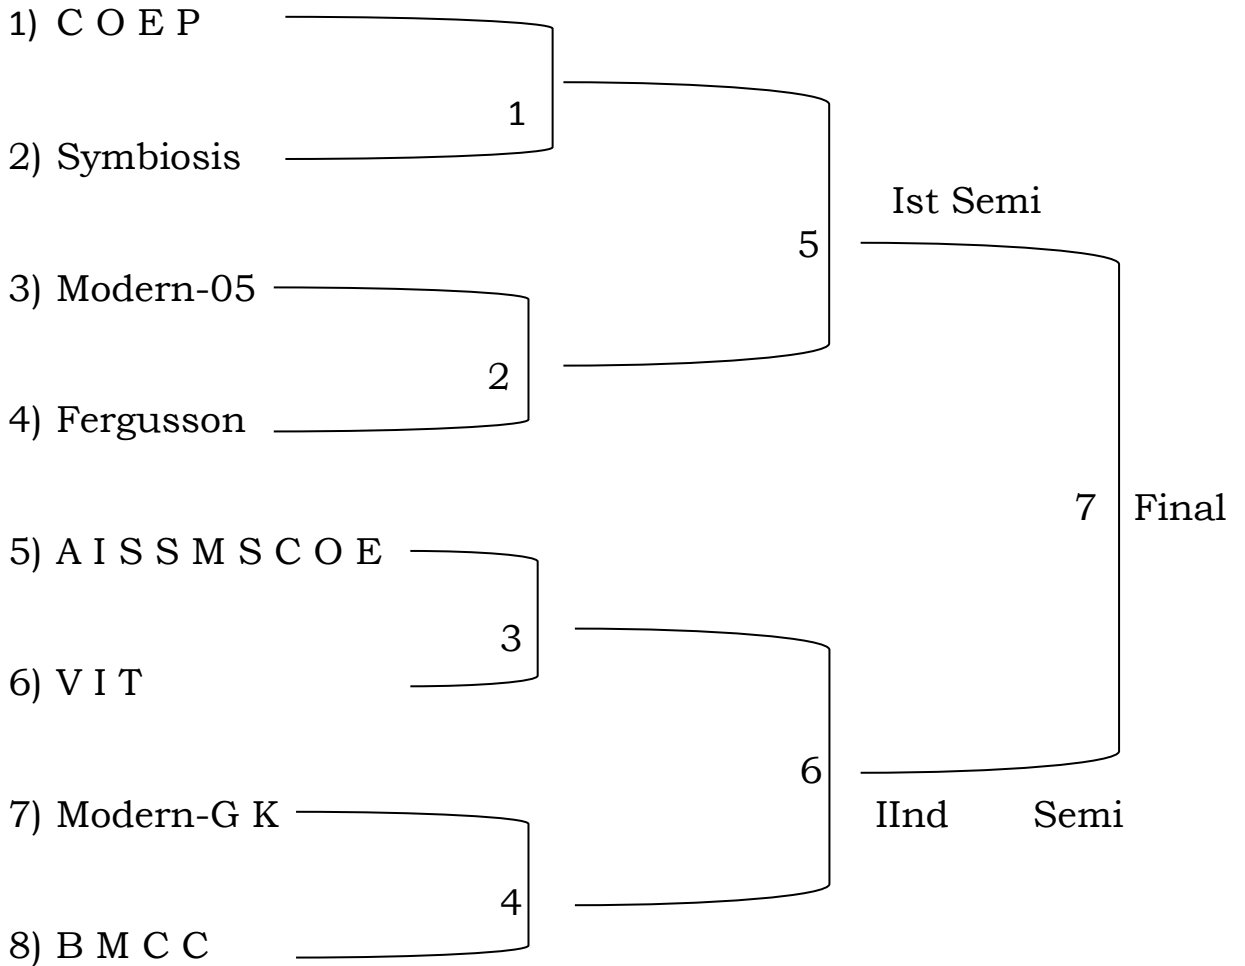 1) C O E P
1
2) Symbiosis
Ist Semi
5
3) Modern-05
2
4) Fergusson
7 Final
5) A I S S M S C O E
3
6) V I T
6
7) Modern-G K
IInd Semi
4
8) B M C C